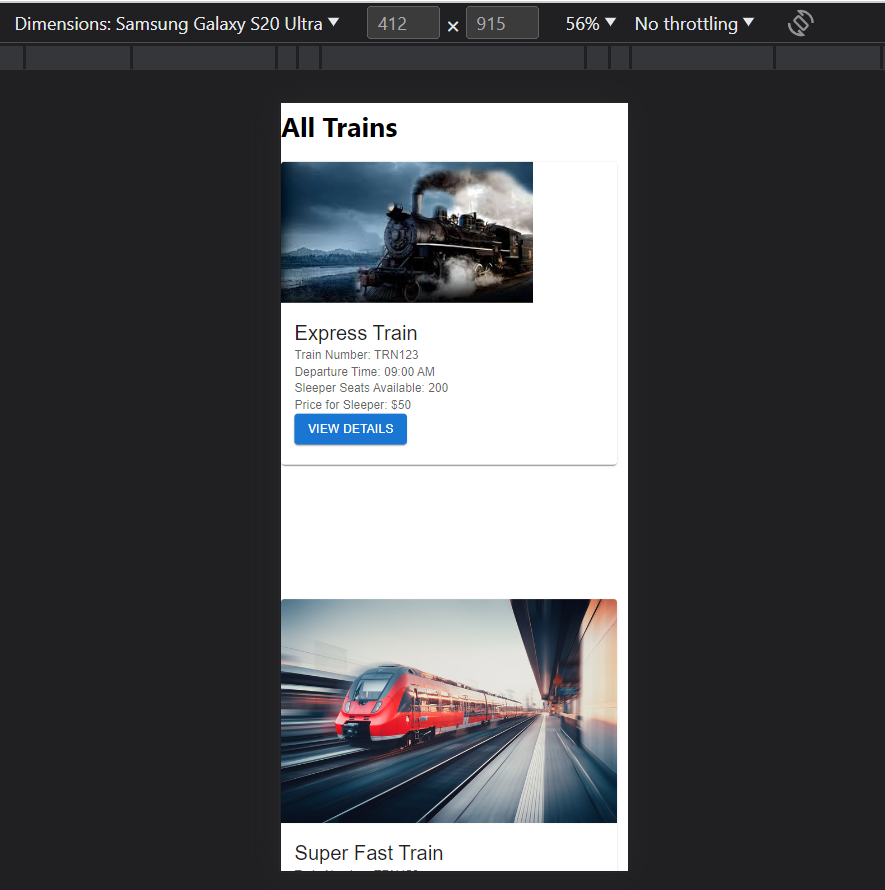 Dimensions: Samsung Galaxy S20 Ultra 412 × 915 56% No throttling
All Trains
Express Train
Train Number: TRN123
Departure Time: 09:00 AM
Sleeper Seats Available: 200
Price for Sleeper: $50
VIEW DETAILS
Super Fast Train